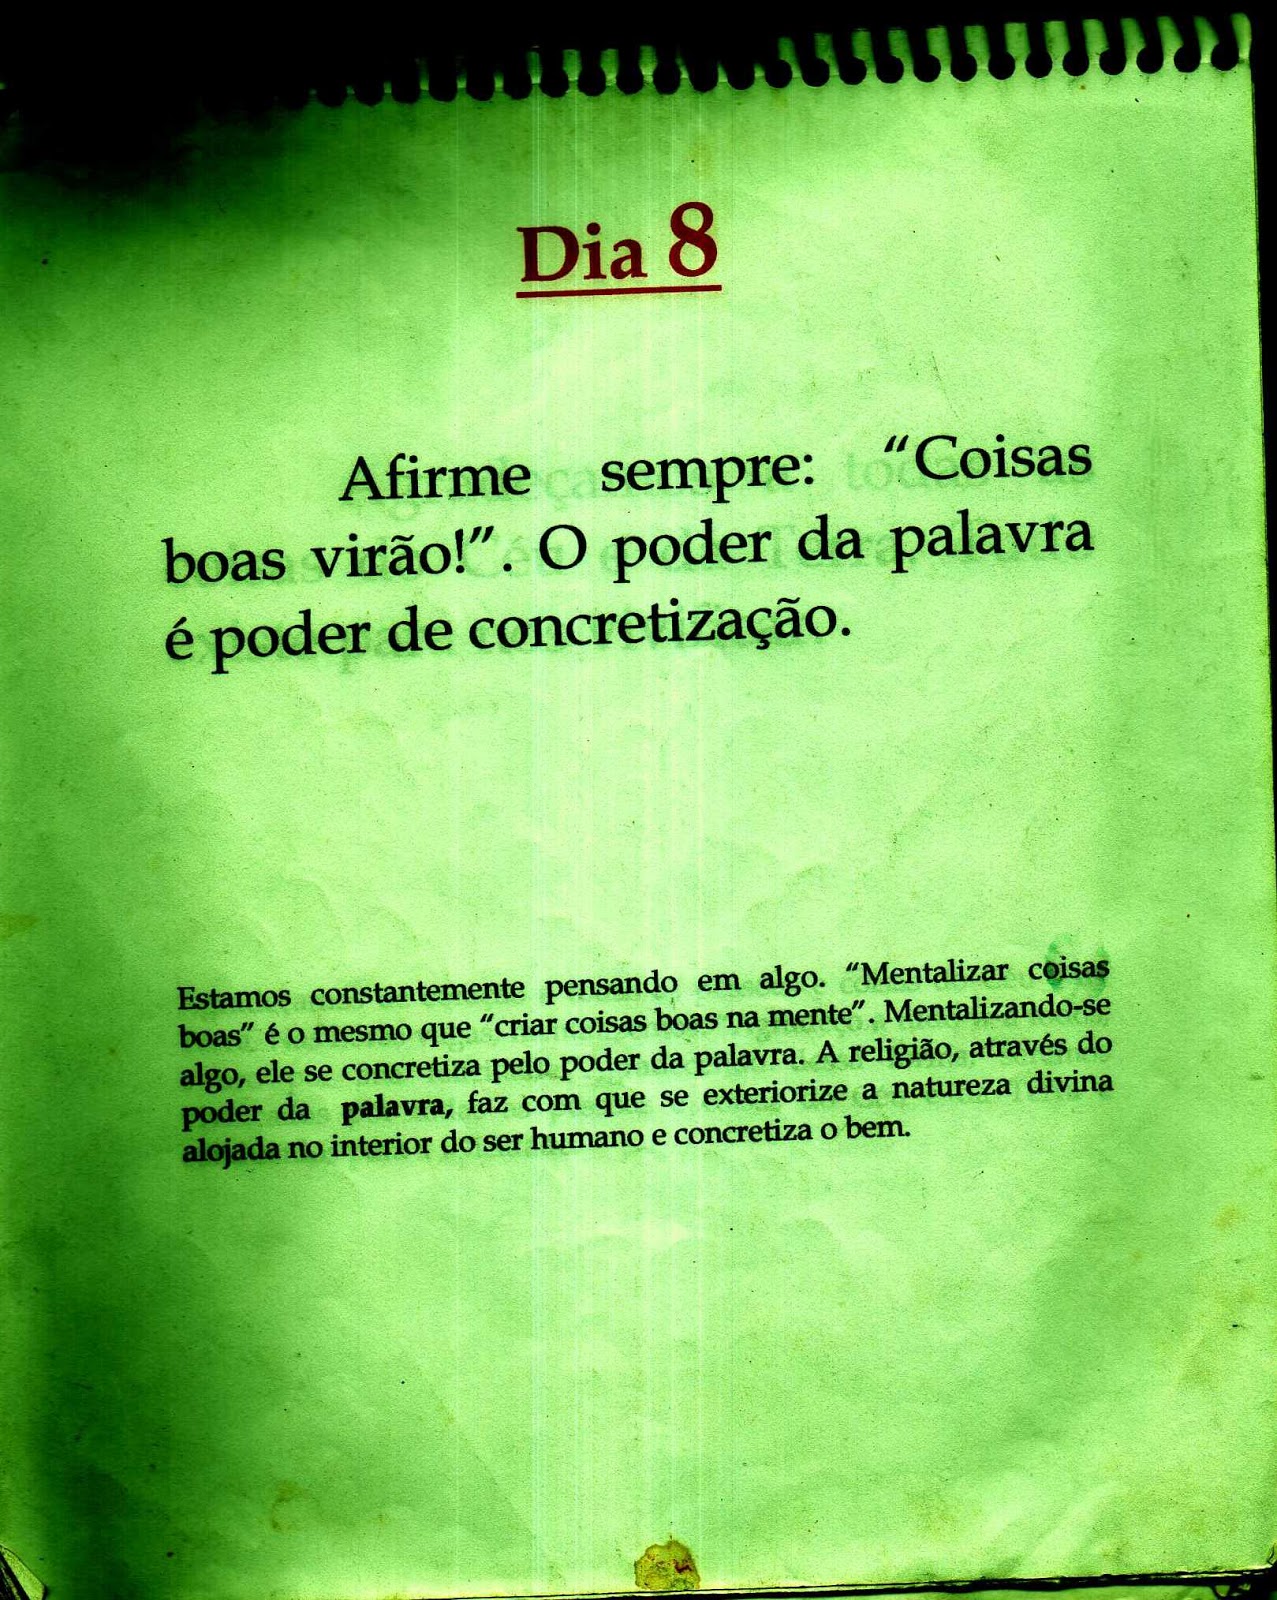 Dia 8
Afirme sempre: “Coisas
boas virão!”. O poder da palavra
é poder de concretização.
Estamos constantemente pensando em algo. “Mentalizar coisas
boas” é o mesmo que “criar coisas boas na mente”. Mentalizando-se
algo, ele se concretiza pelo poder da palavra. A religião, através do
poder da palavra, faz com que se exteriorize a natureza divina
alojada no interior do ser humano e concretiza o bem.